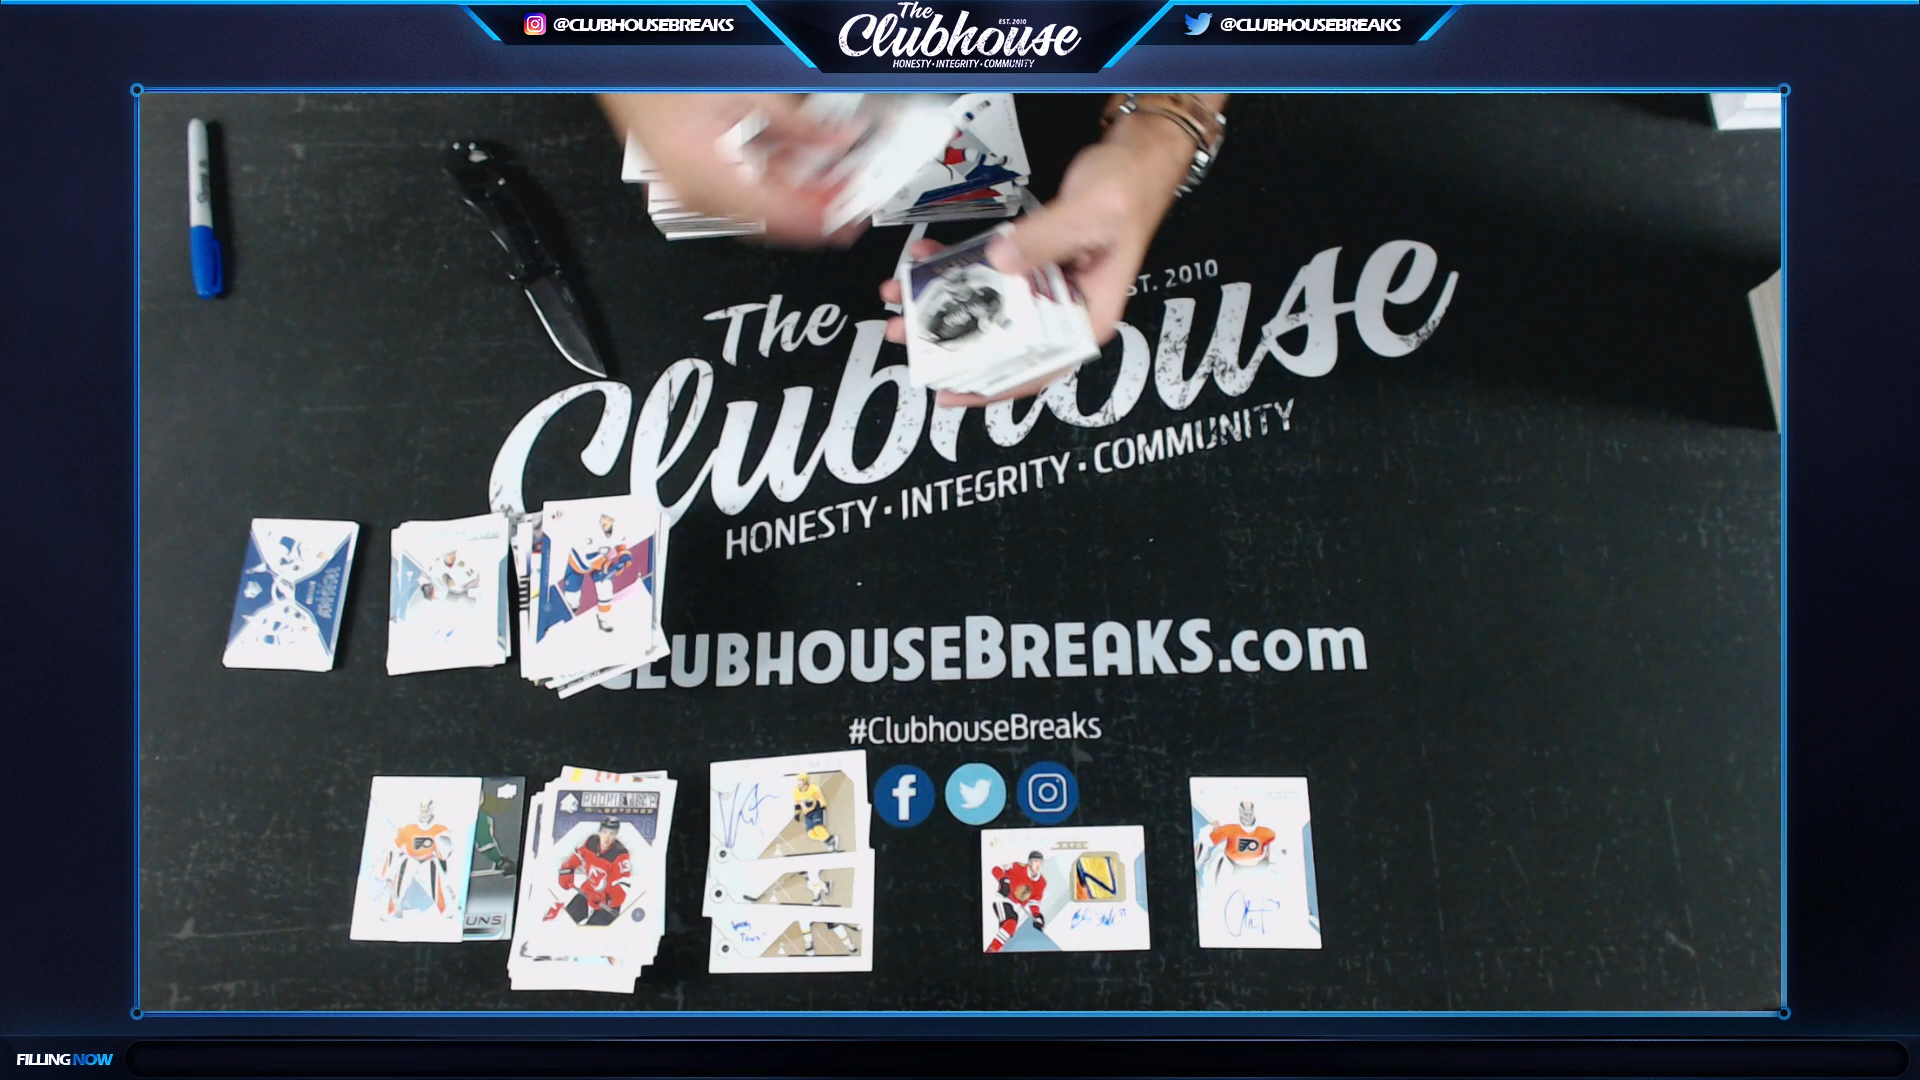 @CLUBHOUSEBREAKS
The
EST. 2010
Clubhouse
HONESTY • INTEGRITY • COMMUNITY
@CLUBHOUSEBREAKS
The
EST. 2010
Clubhouse
HONESTY • INTEGRITY • COMMUNITY
CLUBHOUSEBREAKS.com
#ClubhouseBreaks
FILLING NOW